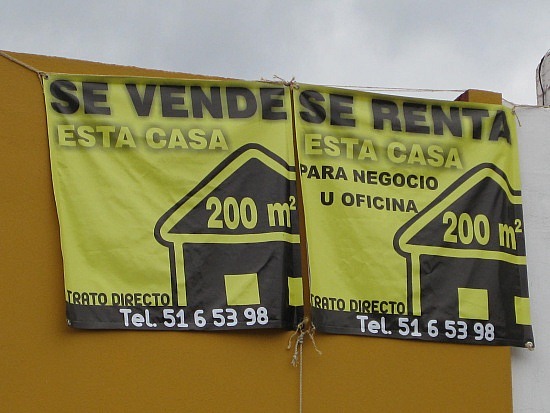 SE VENDE
ESTA CASA
200 m²
TRATO DIRECTO
Tel. 51 6 53 98
SE RENTA
ESTA CASA
PARA NEGOCIO
U OFICINA
200 m²
TRATO DIRECTO
Tel. 51 6 53 98